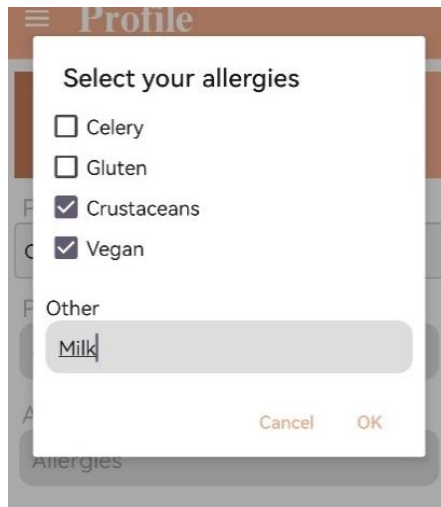 Profile
Select your allergies
Celery
Gluten
Crustaceans
Vegan
Other
Milk
Cancel
OK
Allergies